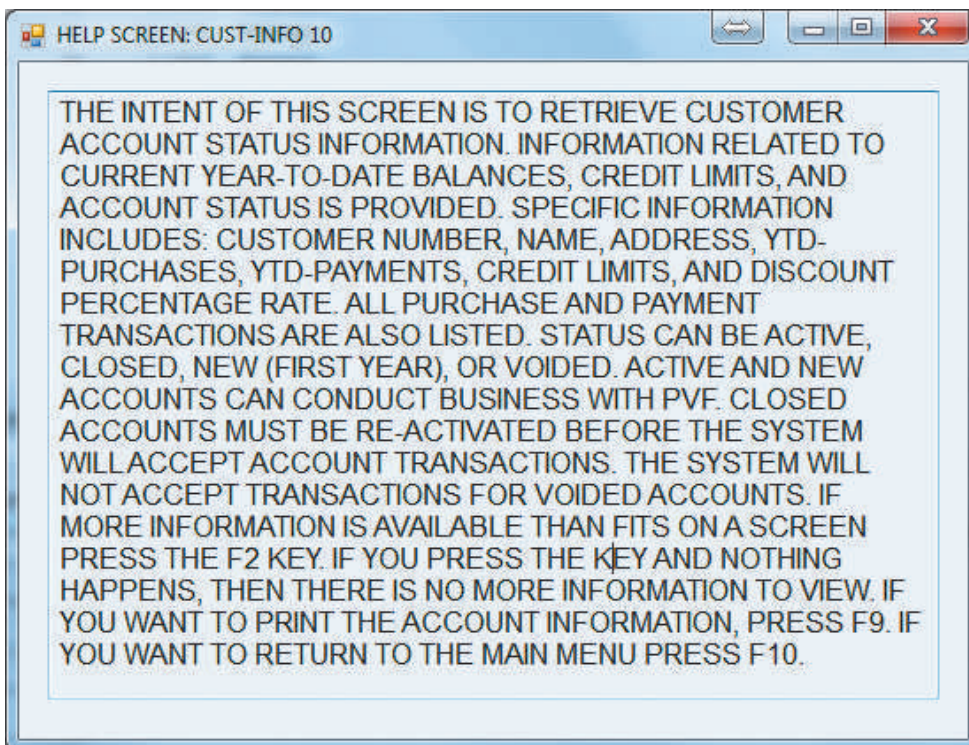 HELP SCREEN: CUST-INFO 10
THE INTENT OF THIS SCREEN IS TO RETRIEVE CUSTOMER
ACCOUNT STATUS INFORMATION. INFORMATION RELATED TO
CURRENT YEAR-TO-DATE BALANCES, CREDIT LIMITS, AND
ACCOUNT STATUS IS PROVIDED. SPECIFIC INFORMATION
INCLUDES: CUSTOMER NUMBER, NAME, ADDRESS, YTD-
PURCHASES, YTD-PAYMENTS, CREDIT LIMITS, AND DISCOUNT
PERCENTAGE RATE. ALL PURCHASE AND PAYMENT
TRANSACTIONS ARE ALSO LISTED. STATUS CAN BE ACTIVE,
CLOSED, NEW (FIRST YEAR), OR VOIDED. ACTIVE AND NEW
ACCOUNTS CAN CONDUCT BUSINESS WITH PVF. CLOSED
ACCOUNTS MUST BE RE-ACTIVATED BEFORE THE SYSTEM
WILL ACCEPT ACCOUNT TRANSACTIONS. THE SYSTEM WILL
NOT ACCEPT TRANSACTIONS FOR VOIDED ACCOUNTS. IF
MORE INFORMATION IS AVAILABLE THAN FITS ON A SCREEN
PRESS THE F2 KEY. IF YOU PRESS THE KEY AND NOTHING
HAPPENS, THEN THERE IS NO MORE INFORMATION TO VIEW. IF
YOU WANT TO PRINT THE ACCOUNT INFORMATION, PRESS F9. IF
YOU WANT TO RETURN TO THE MAIN MENU PRESS F10.